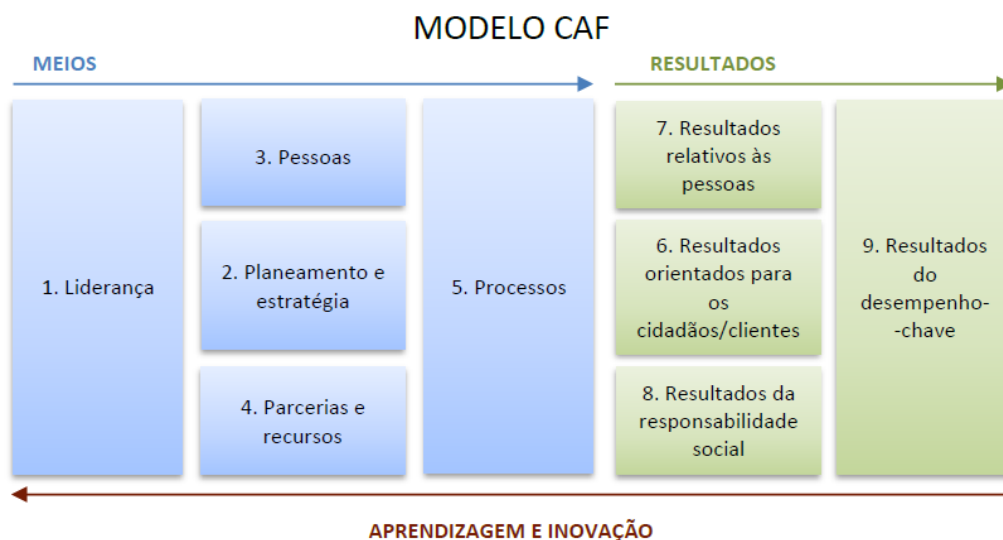 MODELO CAF
MEIOS
RESULTADOS
1. Liderança
3. Pessoas
2. Planeamento e
estratégia
4. Parcerias e
recursos
5. Processos
7. Resultados
relativos às
pessoas
6. Resultados
orientados para
os
cidadãos/clientes
8. Resultados da
responsabilidade
social
9. Resultados
do
desempenho-
-chave
APRENDIZAGEM E INOVAÇÃO